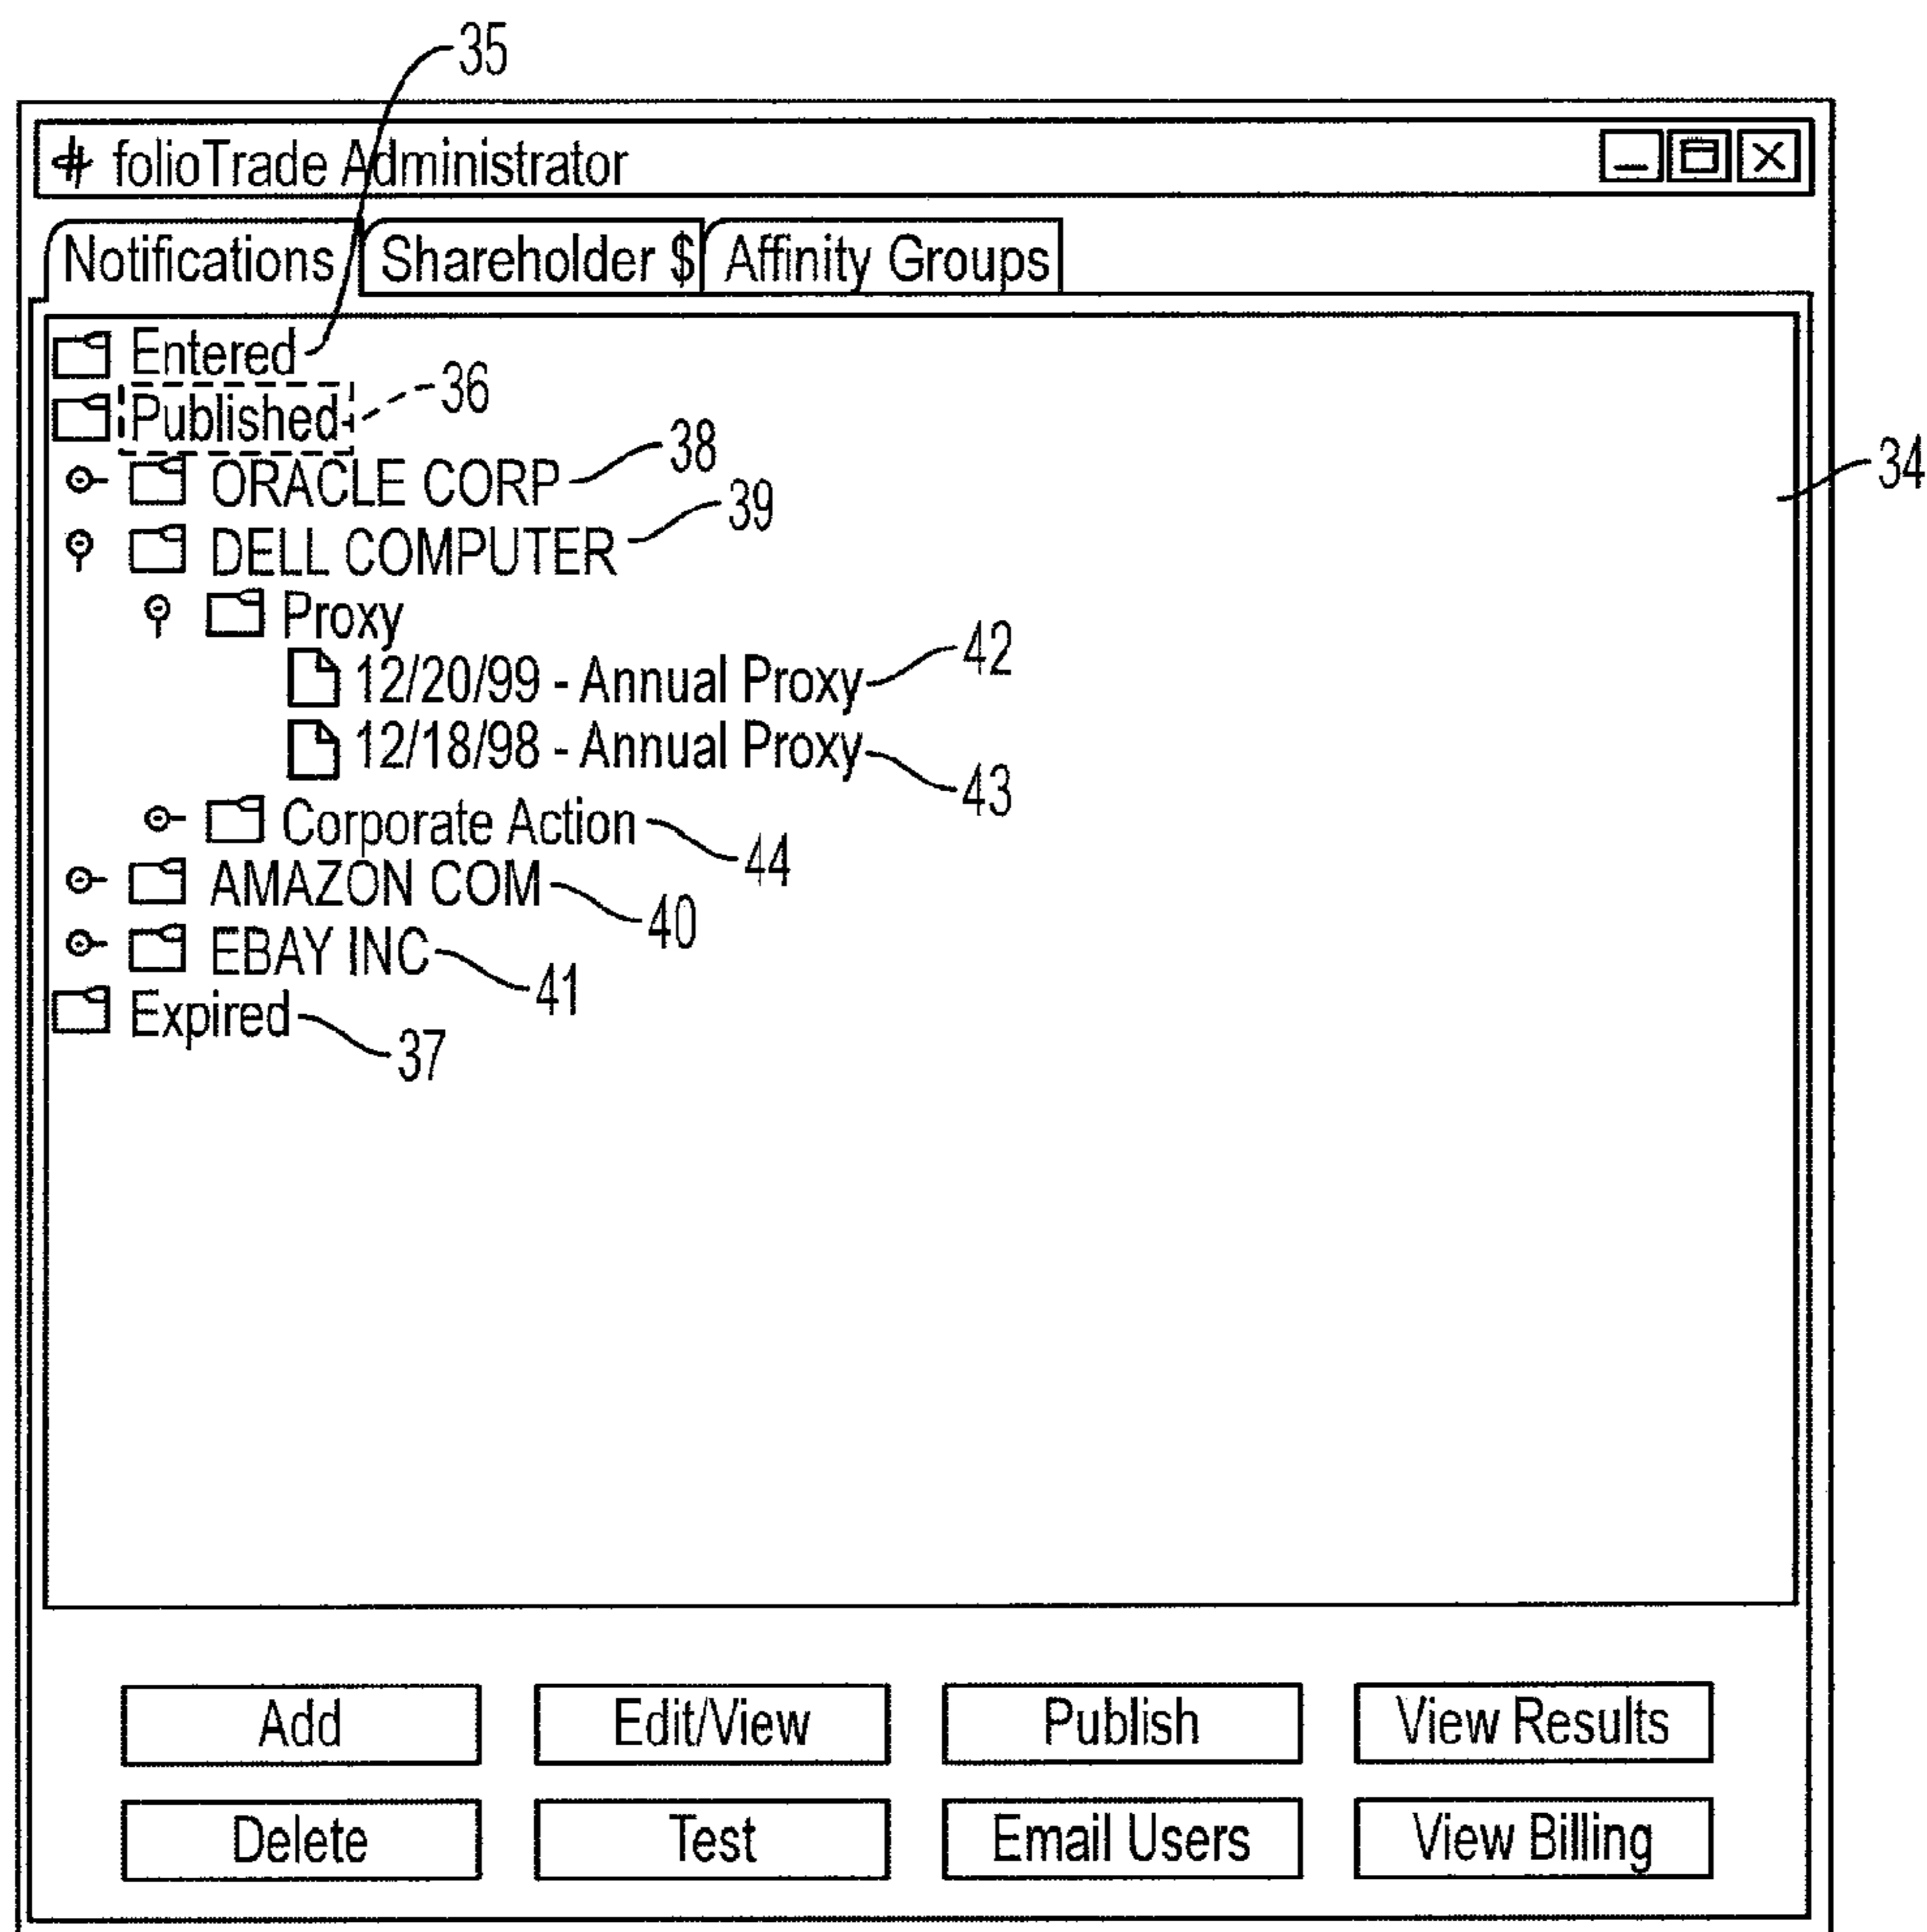 35
# folioTrade Administrator
Notifications Shareholder $ Affinity Groups
Entered
Published 36
ORACLE CORP 38
34
DELL COMPUTER 39
Proxy
12/20/99 - Annual Proxy 42
12/18/98 - Annual Proxy 43
Corporate Action 44
AMAZON COM 40
EBAY INC 41
Expired 37
Add Edit/View Publish View Results
Delete Test Email Users View Billing